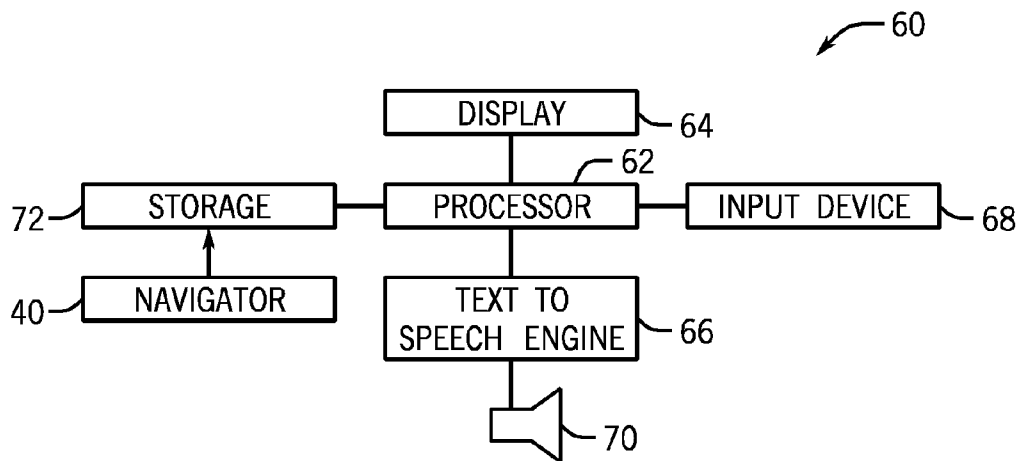 60
DISPLAY
64
62
72
STORAGE
PROCESSOR
INPUT DEVICE
68
40
NAVIGATOR
TEXT TO
SPEECH ENGINE
66
70